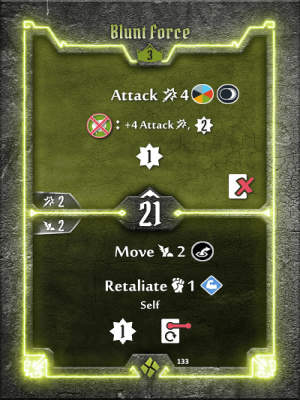 Blunt Force
3
Attack 4
: +4 Attack , 2
1
2
21
2
Move 2
Retaliate 1
Self
1
133